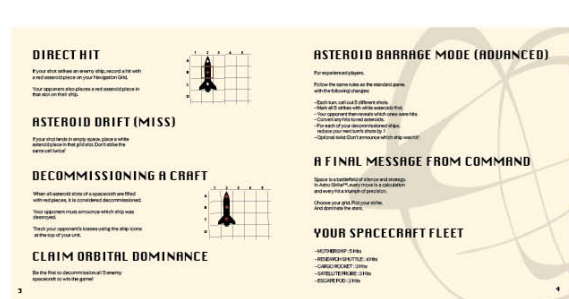 DIRECT HIT
If your shot strikes an enemy ship, record a hit with
a red asteroid piece on your Navigation Grid.
Your opponent also places a red asteroid piece in
that slot on their ship.
ASTEROID DRIFT (MISS)
If your shot lands in empty space, place a white
asteroid piece in that grid slot. Don't strike the
same cell twice!
DECOMMISSIONING A CRAFT
When all asteroid slots of a spacecraft are filled
with red pieces, it is considered decommissioned.
Your opponent must announce which ship was
destroyed.
Track your opponent's losses using the ship icons
at the top of your unit.
CLAIM ORBITAL DOMINANCE
Be the first to decommission all 5 enemy
spacecraft to win the game!
3
ASTEROID BARRAGE MODE (ADVANCED)
For experienced players.
Follow the same rules as the standard game,
with the following changes:
- Each turn, call out 5 different shots.
- Mark all 5 strikes with white asteroids first.
- Your opponent then reveals which ones were hits.
- Convert any hits to red asteroids.
- For each of your decommissioned ships,
reduce your next turn's shots by 1
- Optional twist: Don't announce which ship was hit!
A FINAL MESSAGE FROM COMMAND
Space is a battlefield of silence and strategy.
In Astro Strike™, every move is a calculation
and every hit a triumph of precision.
Choose your grid. Plot your strike.
And dominate the stars.
YOUR SPACECRAFT FLEET
- MOTHERSHIP : 5 Hits
- RESEARCH SHUTTLE : 4 Hits
- CARGO ROCKET : 3 Hits
- SATELLITE PROBE : 3 Hits
- ESCAPE POD : 2 Hits
4